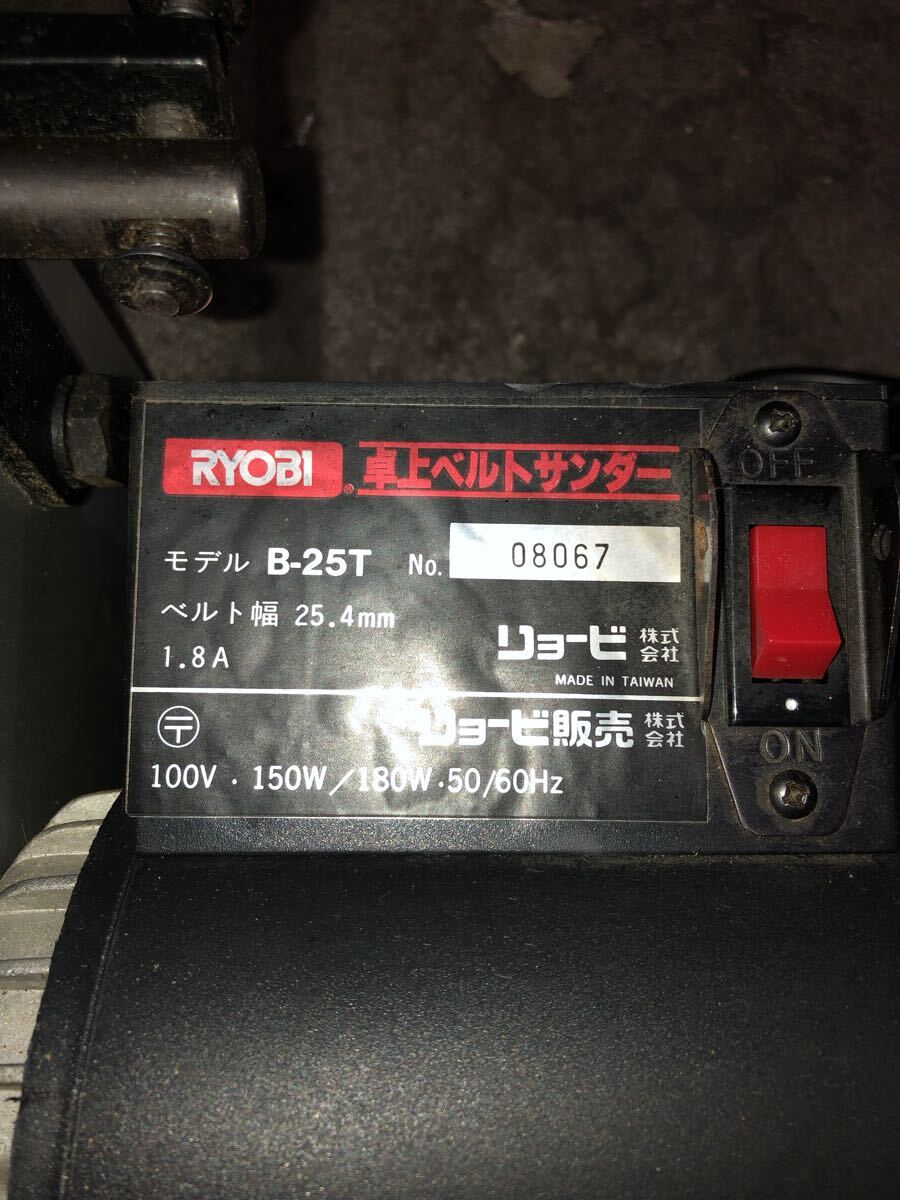 RYOBI® 卓上ベルトサンダー
モデル B-25T No. 08067
ベルト幅 25.4mm
1.8A
リョービ 株式会社
MADE IN TAIWAN
〶 リョービ販売 株式会社
100V・150W/180W・50/60Hz
OFF
ON